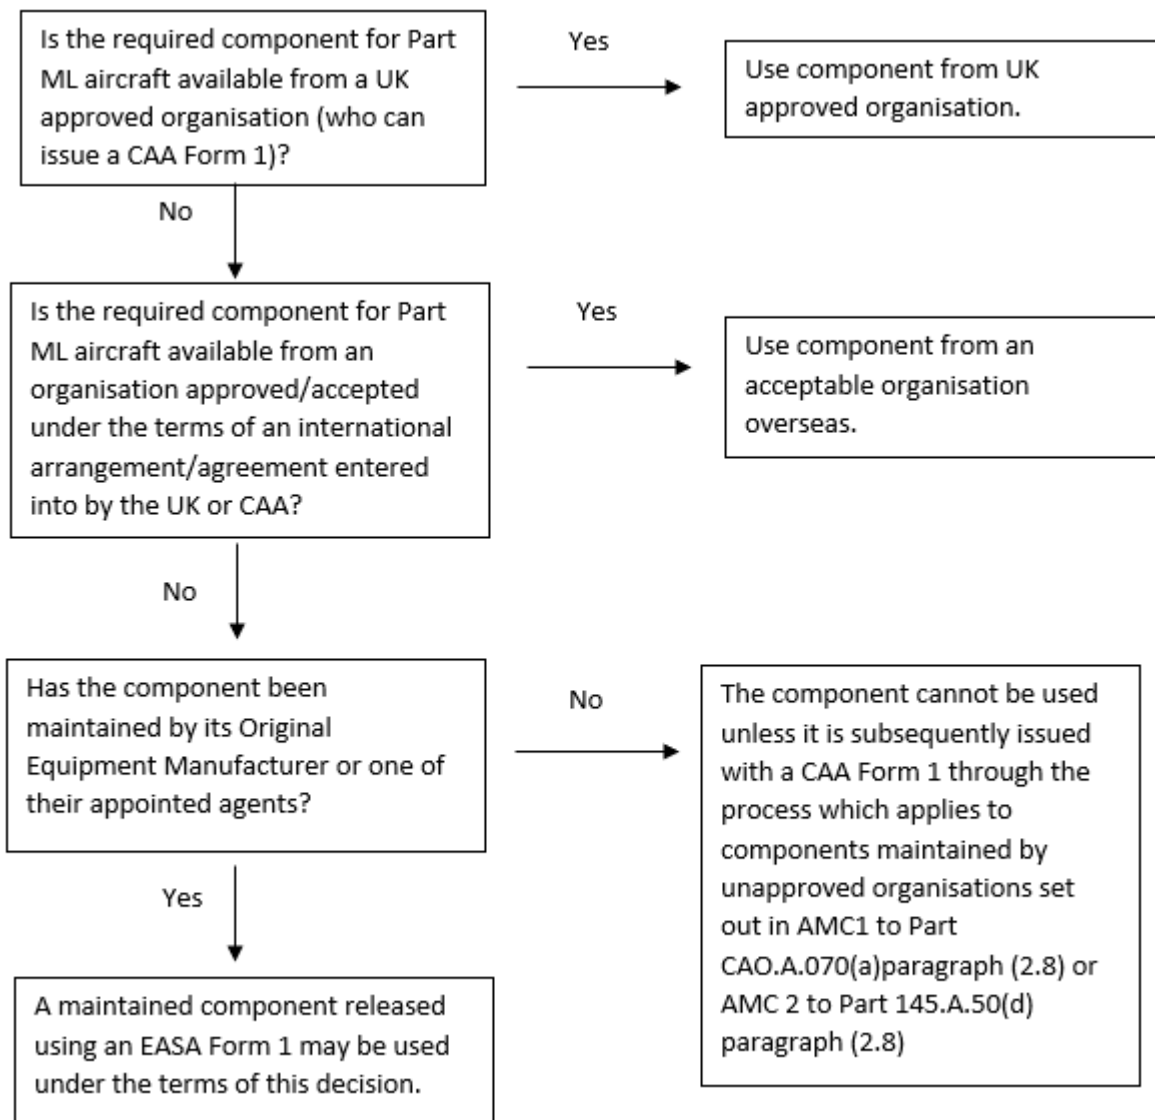 Is the required component for Part
ML aircraft available from a UK
approved organisation (who can
issue a CAA Form 1)?
Yes
Use component from UK
approved organisation.
No
Is the required component for Part
ML aircraft available from an
organisation approved/accepted
under the terms of an international
arrangement/agreement entered
into by the UK or CAA?
Yes
Use component from an
acceptable organisation
overseas.
No
Has the component been
maintained by its Original
Equipment Manufacturer or one of
their appointed agents?
No
The component cannot be used
unless it is subsequently issued
with a CAA Form 1 through the
process which applies to
components maintained by
unapproved organisations set
out in AMC1 to Part
CAO.A.070(a)paragraph (2.8) or
AMC 2 to Part 145.A.50(d)
paragraph (2.8)
Yes
A maintained component released
using an EASA Form 1 may be used
under the terms of this decision.